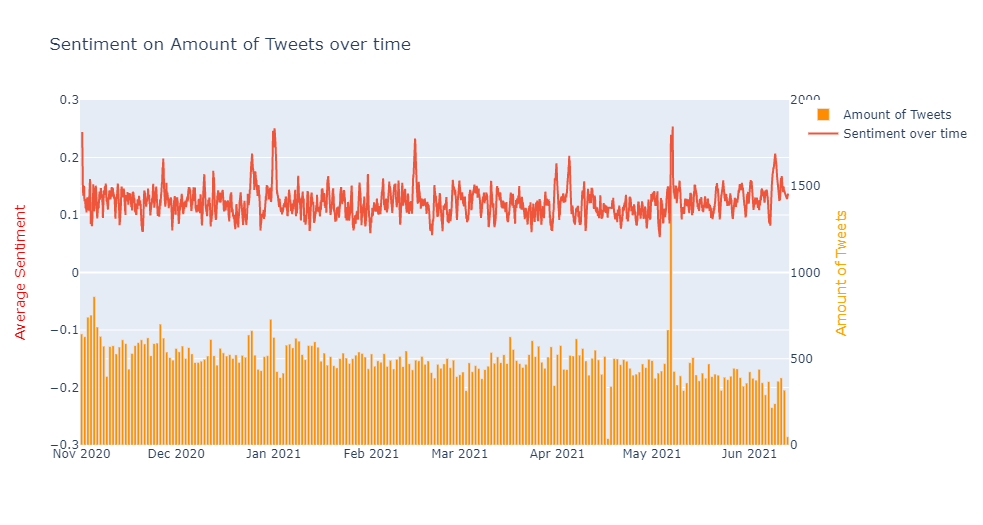 Sentiment on Amount of Tweets over time
Amount of Tweets
Sentiment over time
0.3
0.2
0.1
0
−0.1
−0.2
−0.3
2000
1500
1000
500
0
Average Sentiment
Amount of Tweets
Nov 2020
Dec 2020
Jan 2021
Feb 2021
Mar 2021
Apr 2021
May 2021
Jun 2021